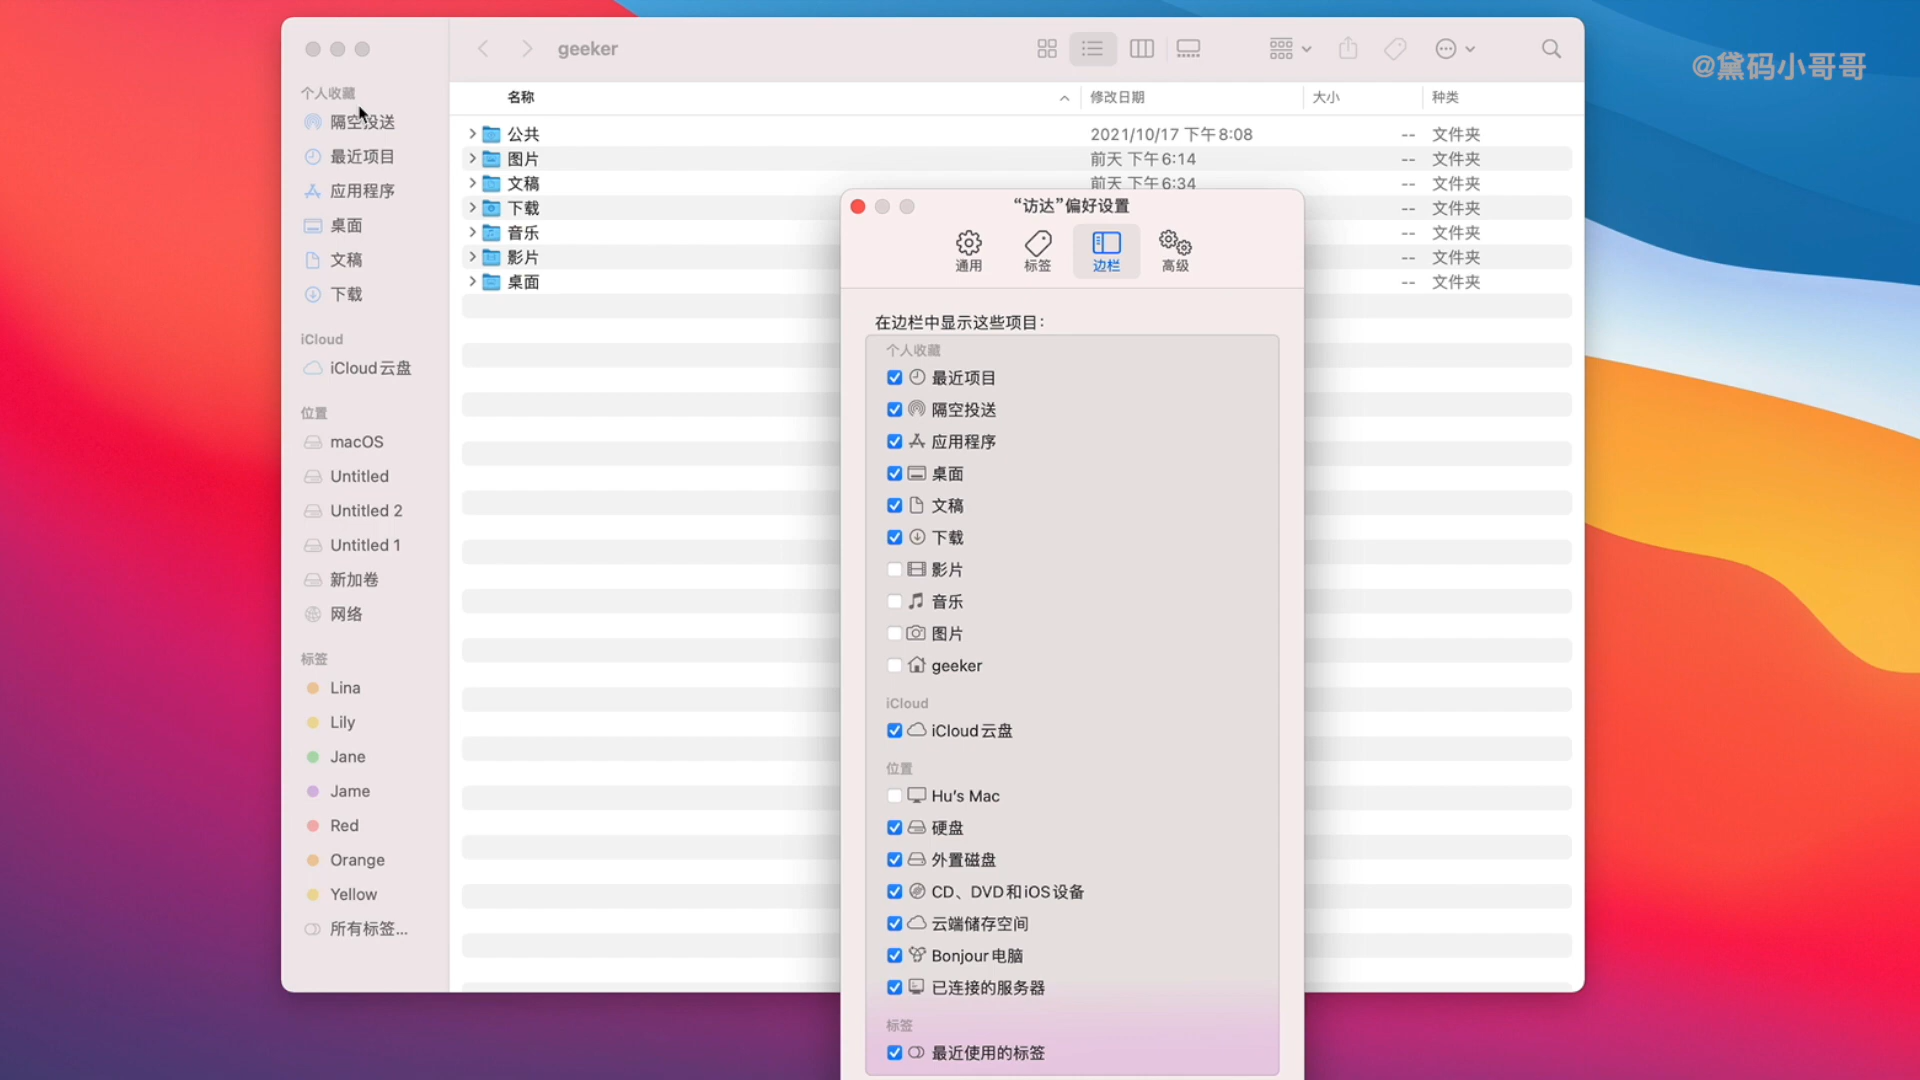 geeker
@黛码小哥哥
个人收藏
隔空投送
最近项目
应用程序
桌面
文稿
下载
iCloud
iCloud云盘
位置
macOS
Untitled
Untitled 2
Untitled 1
新加卷
网络
标签
Lina
Lily
Jane
Jame
Red
Orange
Yellow
所有标签...
名称 修改日期 大小 种类
公共 2021/10/17 下午8:08 -- 文件夹
图片 前天 下午6:14 -- 文件夹
文稿 前天 下午6:34 -- 文件夹
下载 -- 文件夹
音乐 -- 文件夹
影片 -- 文件夹
桌面 -- 文件夹
“访达”偏好设置
通用 标签 边栏 高级
在边栏中显示这些项目：
个人收藏
最近项目
隔空投送
应用程序
桌面
文稿
下载
影片
音乐
图片
geeker
iCloud
iCloud云盘
位置
Hu's Mac
硬盘
外置磁盘
CD、DVD和iOS设备
云端储存空间
Bonjour电脑
已连接的服务器
标签
最近使用的标签